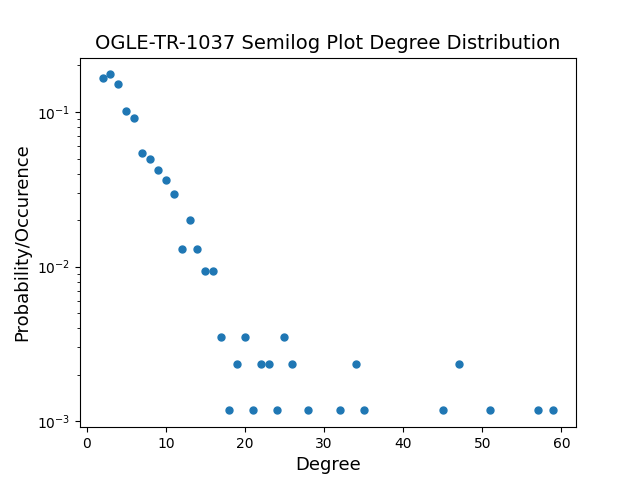 OGLE-TR-1037 Semilog Plot Degree Distribution
Probability/Occurence
10⁻¹
10⁻²
10⁻³
0 10 20 30 40 50 60
Degree